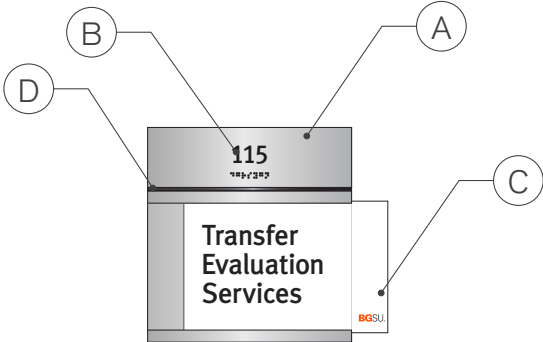 B
A
D
115
C
Transfer
Evaluation
Services
BGSU.